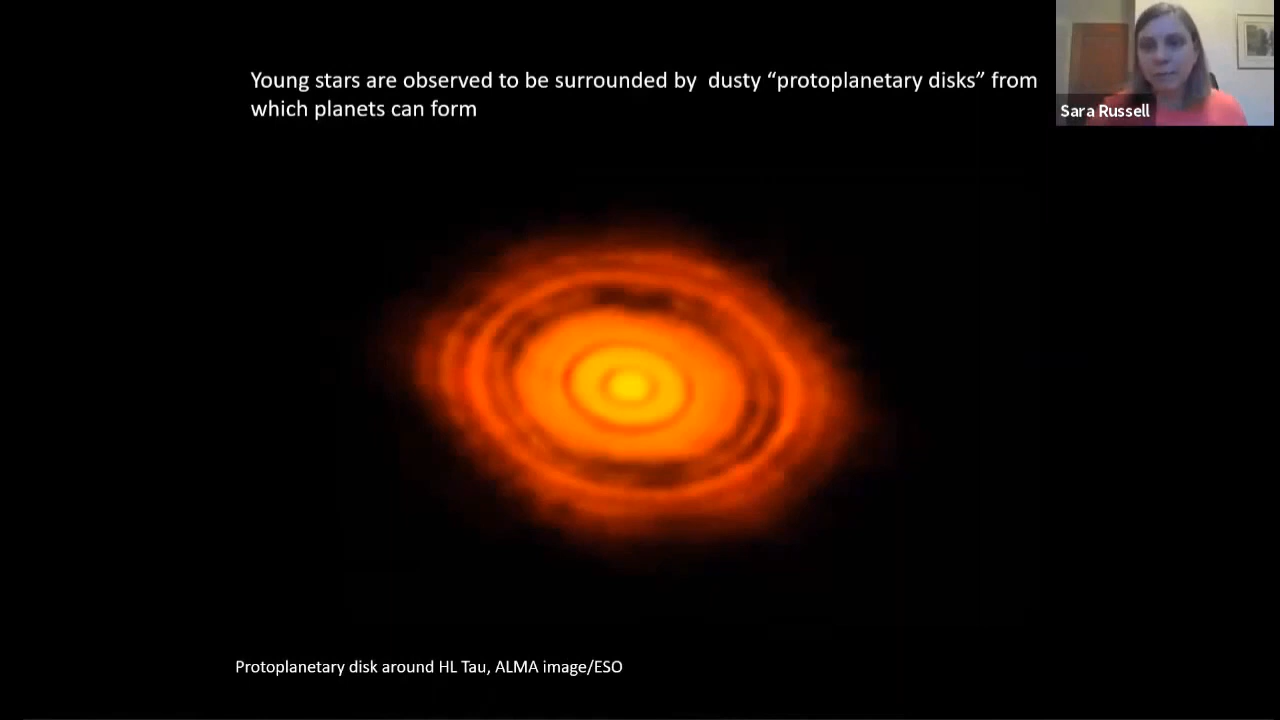 Young stars are observed to be surrounded by  dusty “protoplanetary disks” from
which planets can form
Sara Russell
Protoplanetary disk around HL Tau, ALMA image/ESO